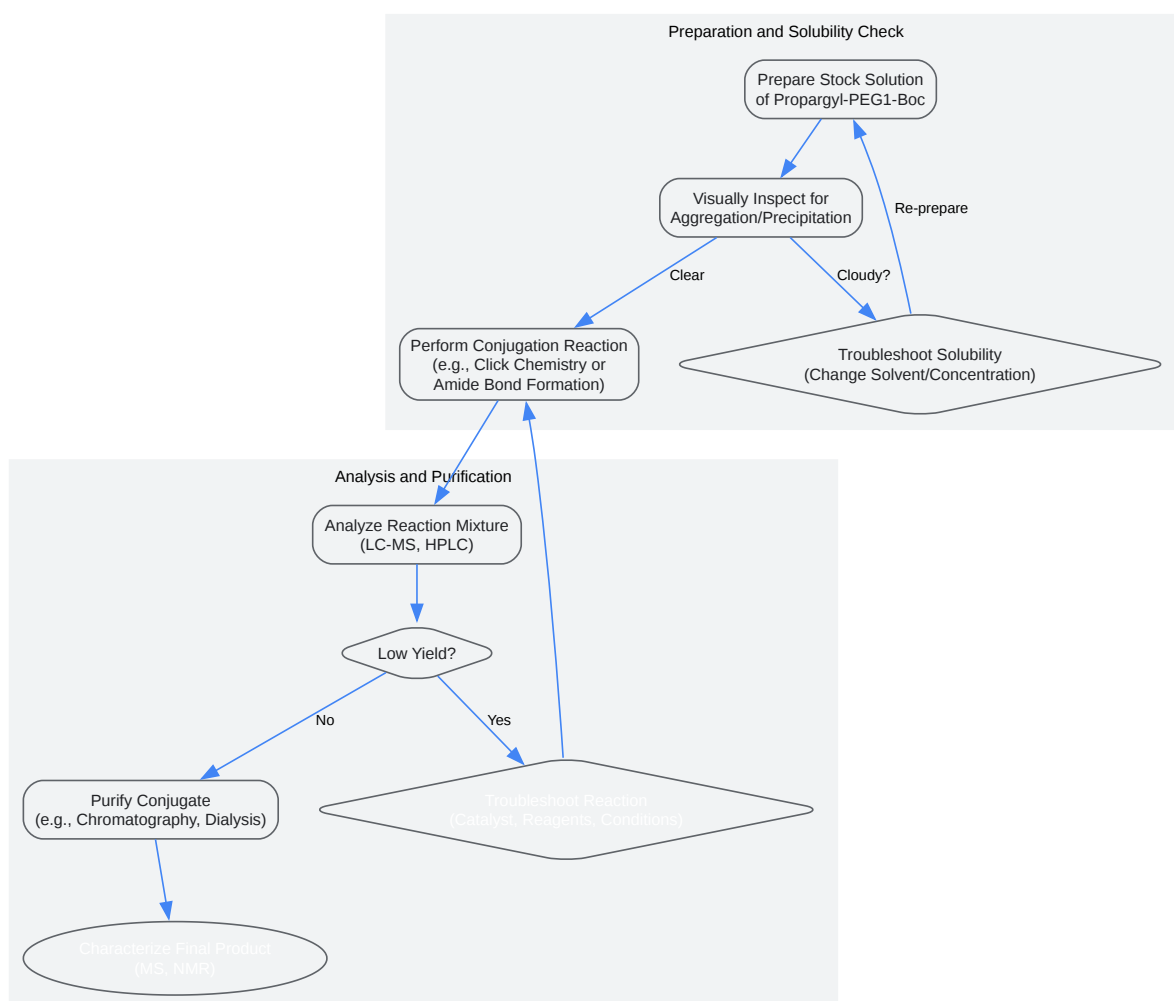 Preparation and Solubility Check
Prepare Stock Solution
of Propargyl-PEG1-Boc
Visually Inspect for
Aggregation/Precipitation
Re-prepare
Clear
Cloudy?
Perform Conjugation Reaction
(e.g., Click Chemistry or
Amide Bond Formation)
Troubleshoot Solubility
(Change Solvent/Concentration)
Analysis and Purification
Analyze Reaction Mixture
(LC-MS, HPLC)
Low Yield?
No
Yes
Purify Conjugate
(e.g., Chromatography, Dialysis)
Troubleshoot Reaction
(Catalyst, Reagents, Conditions)
Characterize Final Product
(MS, NMR)